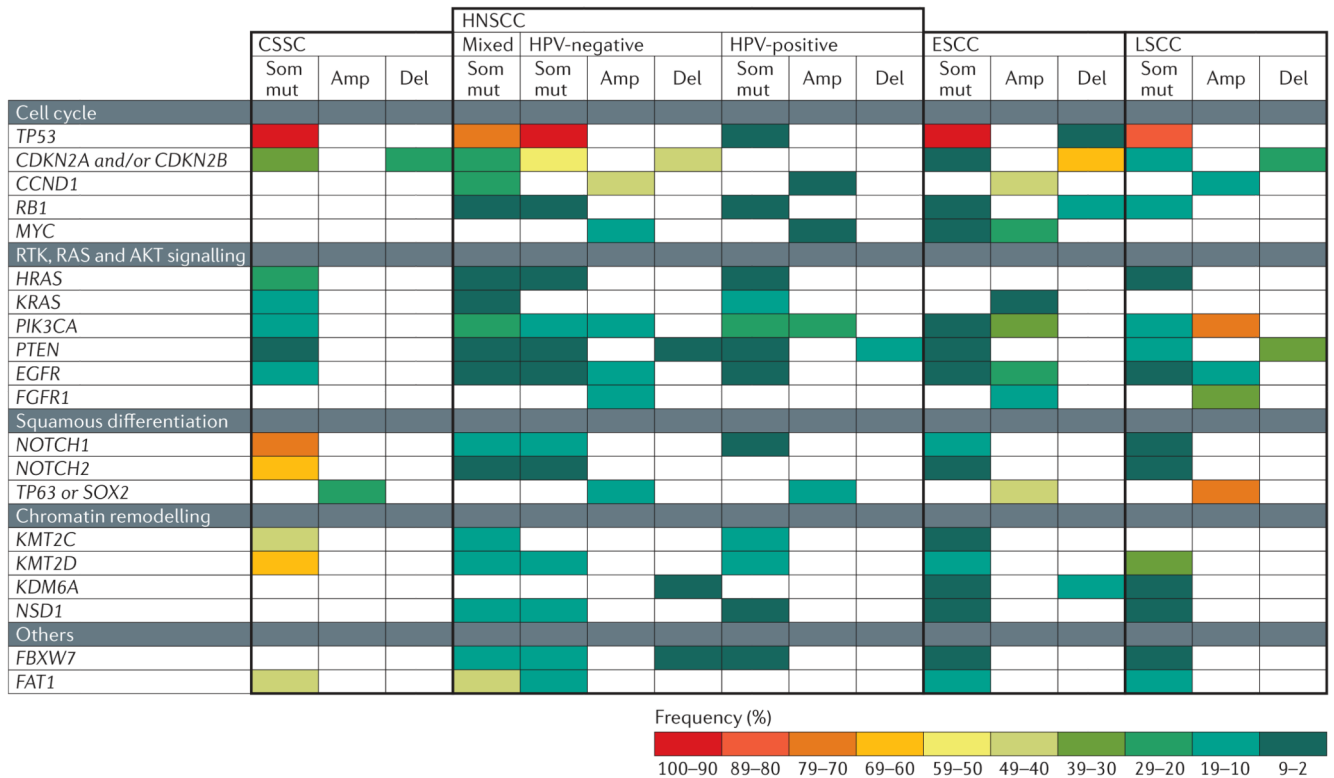 HNSCC
CSSC Mixed HPV-negative HPV-positive ESCC LSCC
Som mut Amp Del Som mut Som mut Amp Del Som mut Amp Del Som mut Amp Del Som mut Amp Del
Cell cycle
TP53
CDKN2A and/or CDKN2B
CCND1
RB1
MYC
RTK, RAS and AKT signalling
HRAS
KRAS
PIK3CA
PTEN
EGFR
FGFR1
Squamous differentiation
NOTCH1
NOTCH2
TP63 or SOX2
Chromatin remodelling
KMT2C
KMT2D
KDM6A
NSD1
Others
FBXW7
FAT1
Frequency (%)
100–90 89–80 79–70 69–60 59–50 49–40 39–30 29–20 19–10 9–2